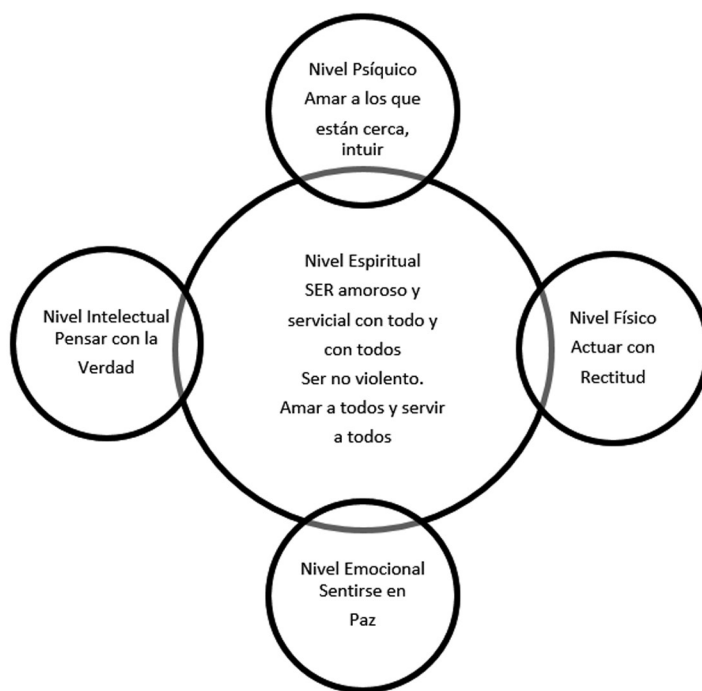 Nivel Psíquico
Amar a los que
están cerca,
intuir
Nivel Intelectual
Pensar con la
Verdad
Nivel Espiritual
SER amoroso y
servicial con todo y
con todos
Ser no violento.
Amar a todos y servir
a todos
Nivel Físico
Actuar con
Rectitud
Nivel Emocional
Sentirse en
Paz